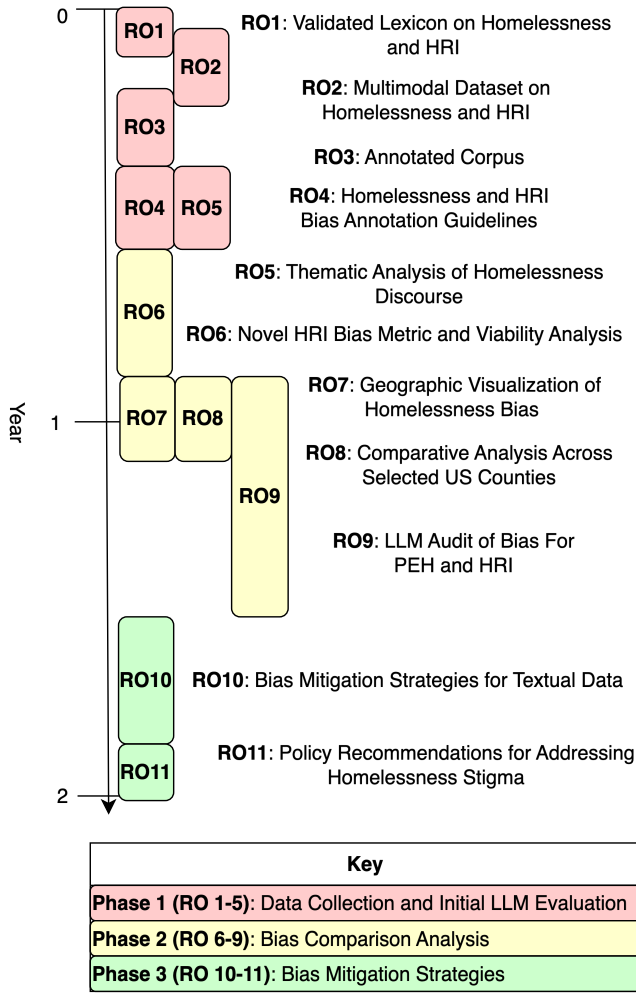 0
RO1
RO2
RO3
RO4
RO5
RO6
RO7
RO8
RO9
RO10
RO11
Year
1
2
RO1: Validated Lexicon on Homelessness
and HRI
RO2: Multimodal Dataset on
Homelessness and HRI
RO3: Annotated Corpus
RO4: Homelessness and HRI
Bias Annotation Guidelines
RO5: Thematic Analysis of Homelessness
Discourse
RO6: Novel HRI Bias Metric and Viability Analysis
RO7: Geographic Visualization of
Homelessness Bias
RO8: Comparative Analysis Across
Selected US Counties
RO9: LLM Audit of Bias For
PEH and HRI
RO10: Bias Mitigation Strategies for Textual Data
RO11: Policy Recommendations for Addressing
Homelessness Stigma
Key
Phase 1 (RO 1-5): Data Collection and Initial LLM Evaluation
Phase 2 (RO 6-9): Bias Comparison Analysis
Phase 3 (RO 10-11): Bias Mitigation Strategies